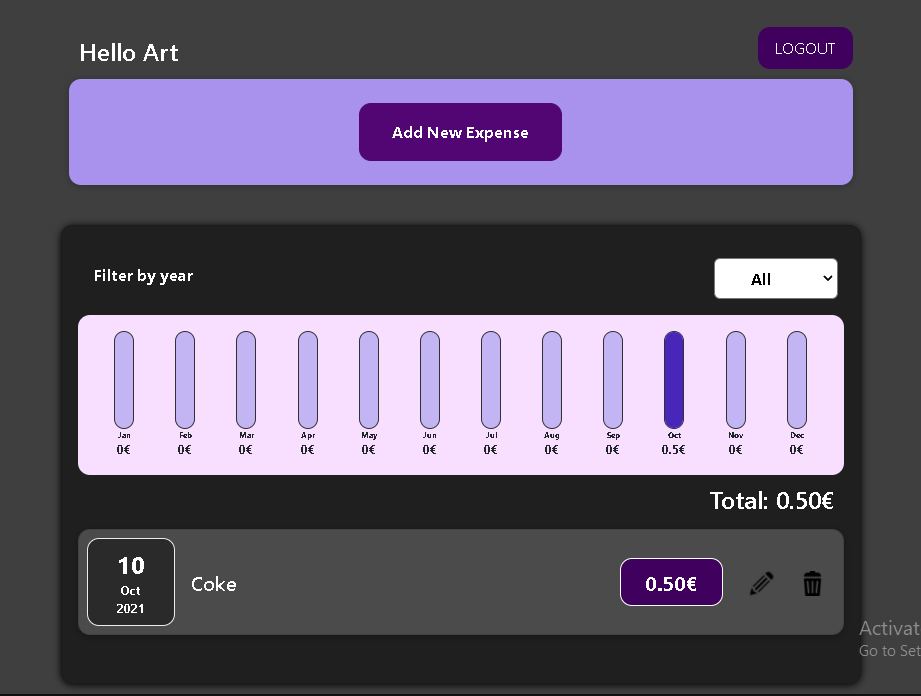 Hello Art
LOGOUT
Add New Expense
Filter by year
All
Jan Feb Mar Apr May Jun Jul Aug Sep Oct Nov Dec
0€ 0€ 0€ 0€ 0€ 0€ 0€ 0€ 0€ 0.5€ 0€ 0€
Total: 0.50€
10
Oct
2021
Coke
0.50€
Activat
Go to Set